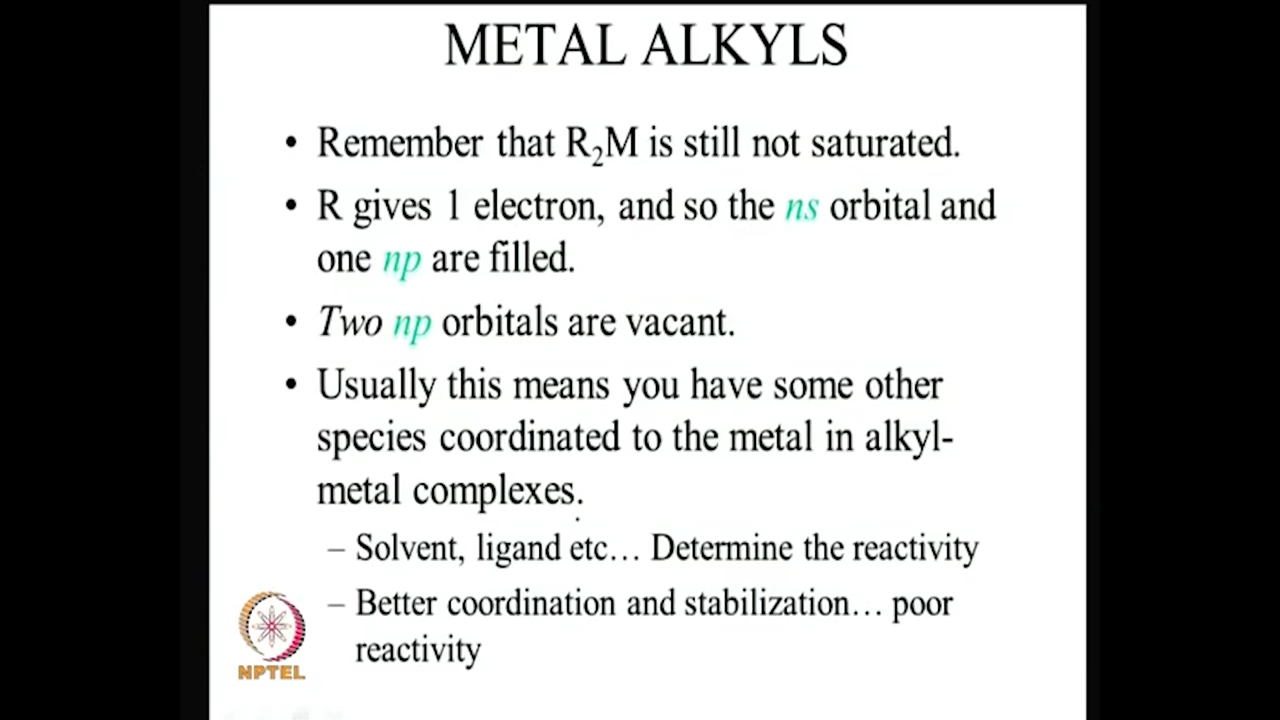 METAL ALKYLS
• Remember that R₂M is still not saturated.
• R gives 1 electron, and so the ns orbital and
one np are filled.
• Two np orbitals are vacant.
• Usually this means you have some other
species coordinated to the metal in alkyl-
metal complexes.
– Solvent, ligand etc… Determine the reactivity
– Better coordination and stabilization… poor
reactivity
NPTEL